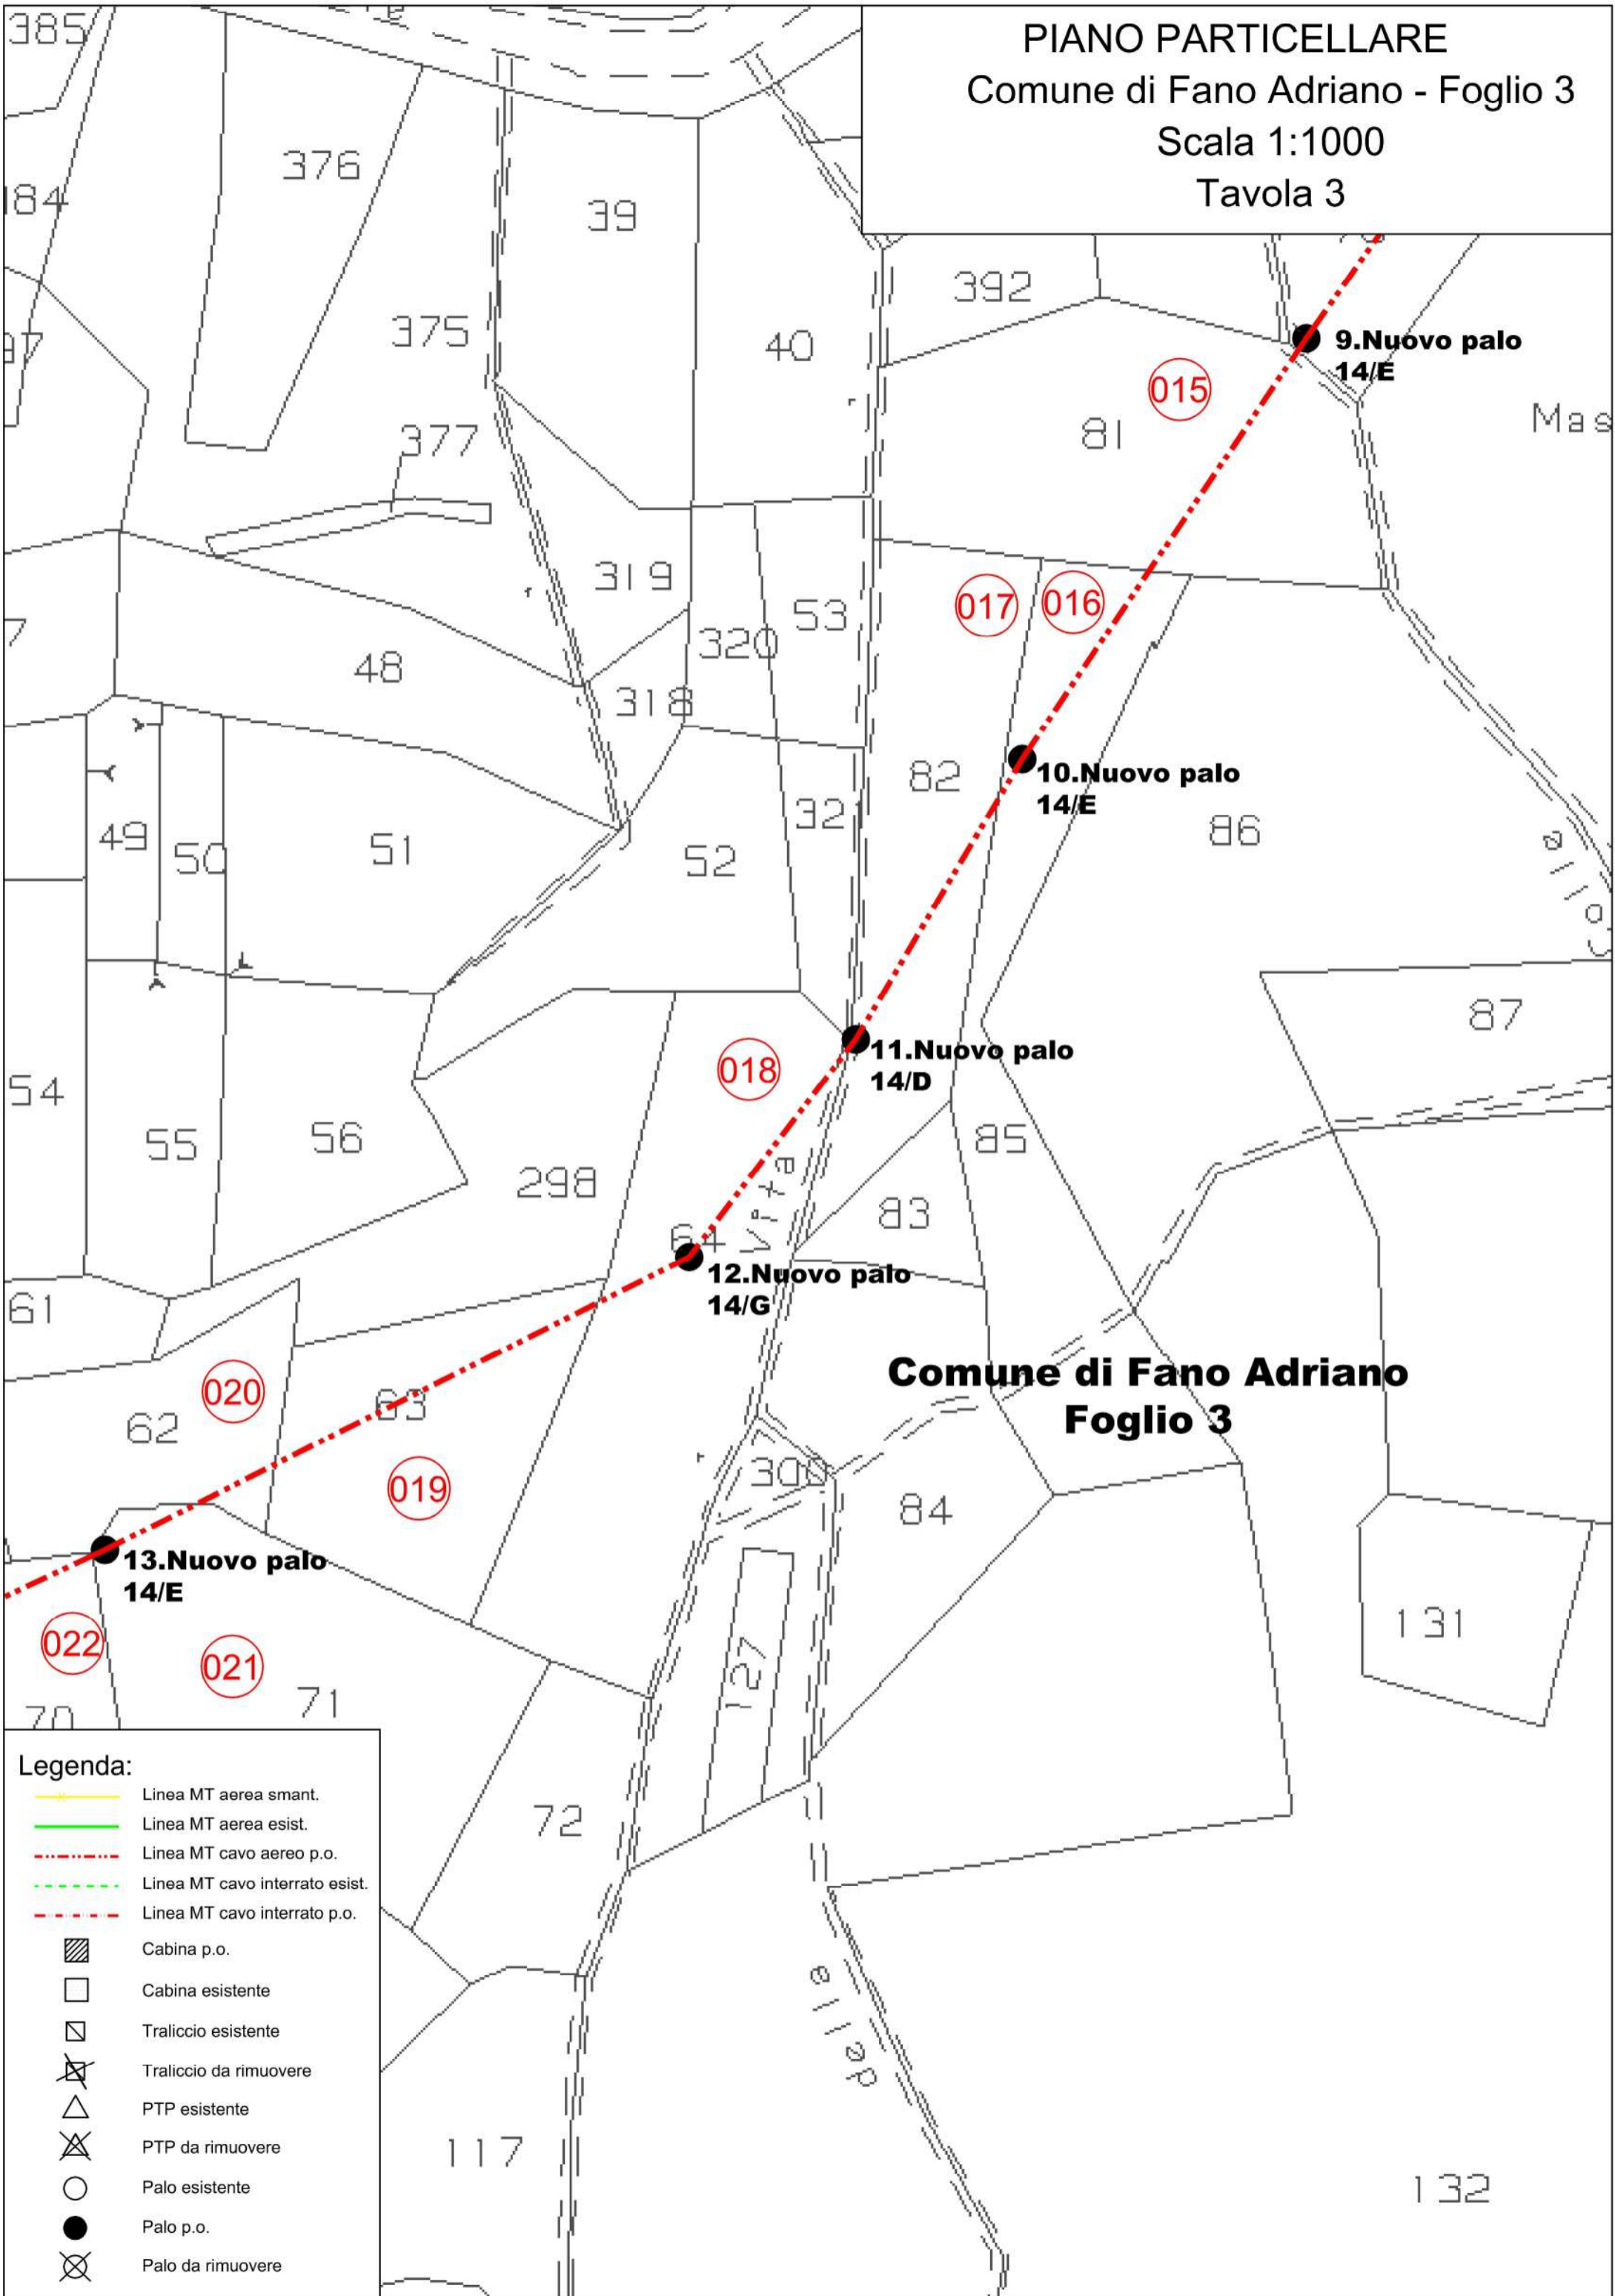 PIANO PARTICELLARE
Comune di Fano Adriano - Foglio 3
Scala 1:1000
Tavola 3
385
376
39
392
375
40
9.Nuovo palo
14/E
015
Mas
81
377
319
53
017
016
320
48
318
82
10.Nuovo palo
14/E
49
50
51
52
321
86
alloC
87
54
018
11.Nuovo palo
14/D
55
56
298
85
83
64
Vita
12.Nuovo palo
14/G
61
020
62
63
Comune di Fano Adriano
Foglio 3
019
300
84
13.Nuovo palo
14/E
022
021
131
127
70
71
72
delle
117
132
Legenda:
Linea MT aerea smant.
Linea MT aerea esist.
Linea MT cavo aereo p.o.
Linea MT cavo interrato esist.
Linea MT cavo interrato p.o.
Cabina p.o.
Cabina esistente
Traliccio esistente
Traliccio da rimuovere
PTP esistente
PTP da rimuovere
Palo esistente
Palo p.o.
Palo da rimuovere